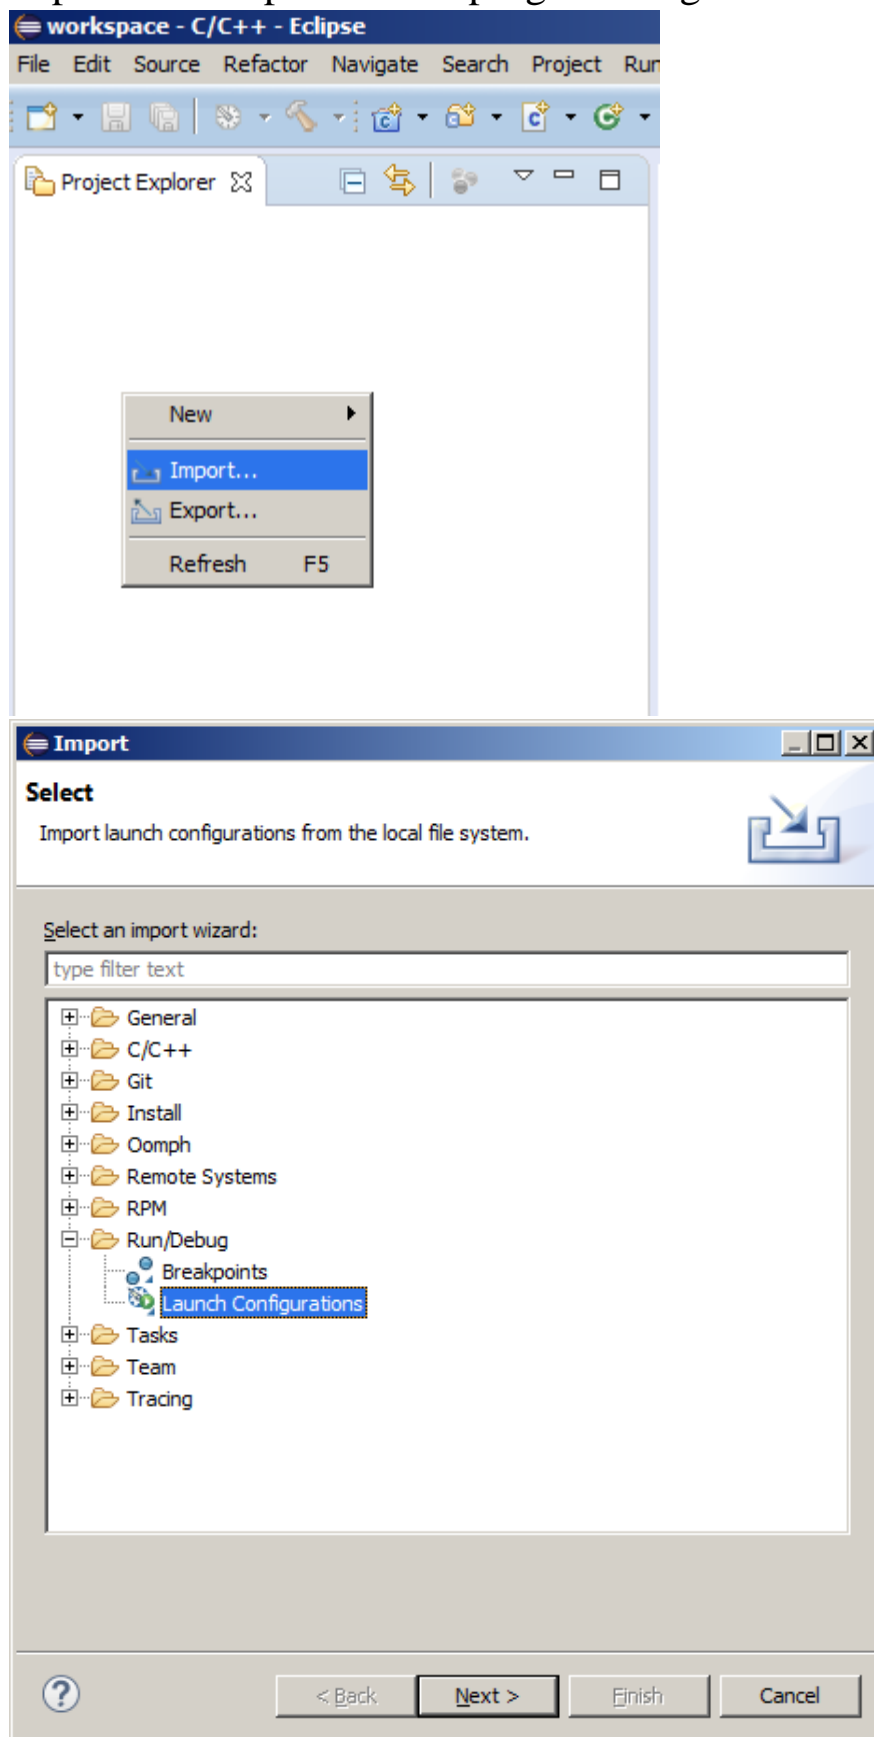 workspace - C/C++ - Eclipse
File Edit Source Refactor Navigate Search Project Run
Project Explorer
New
Import...
Export...
Refresh F5
Import
Select
Import launch configurations from the local file system.
Select an import wizard:
type filter text
General
C/C++
Git
Install
Oomph
Remote Systems
RPM
Run/Debug
Breakpoints
Launch Configurations
Tasks
Team
Tracing
< Back Next > Finish Cancel